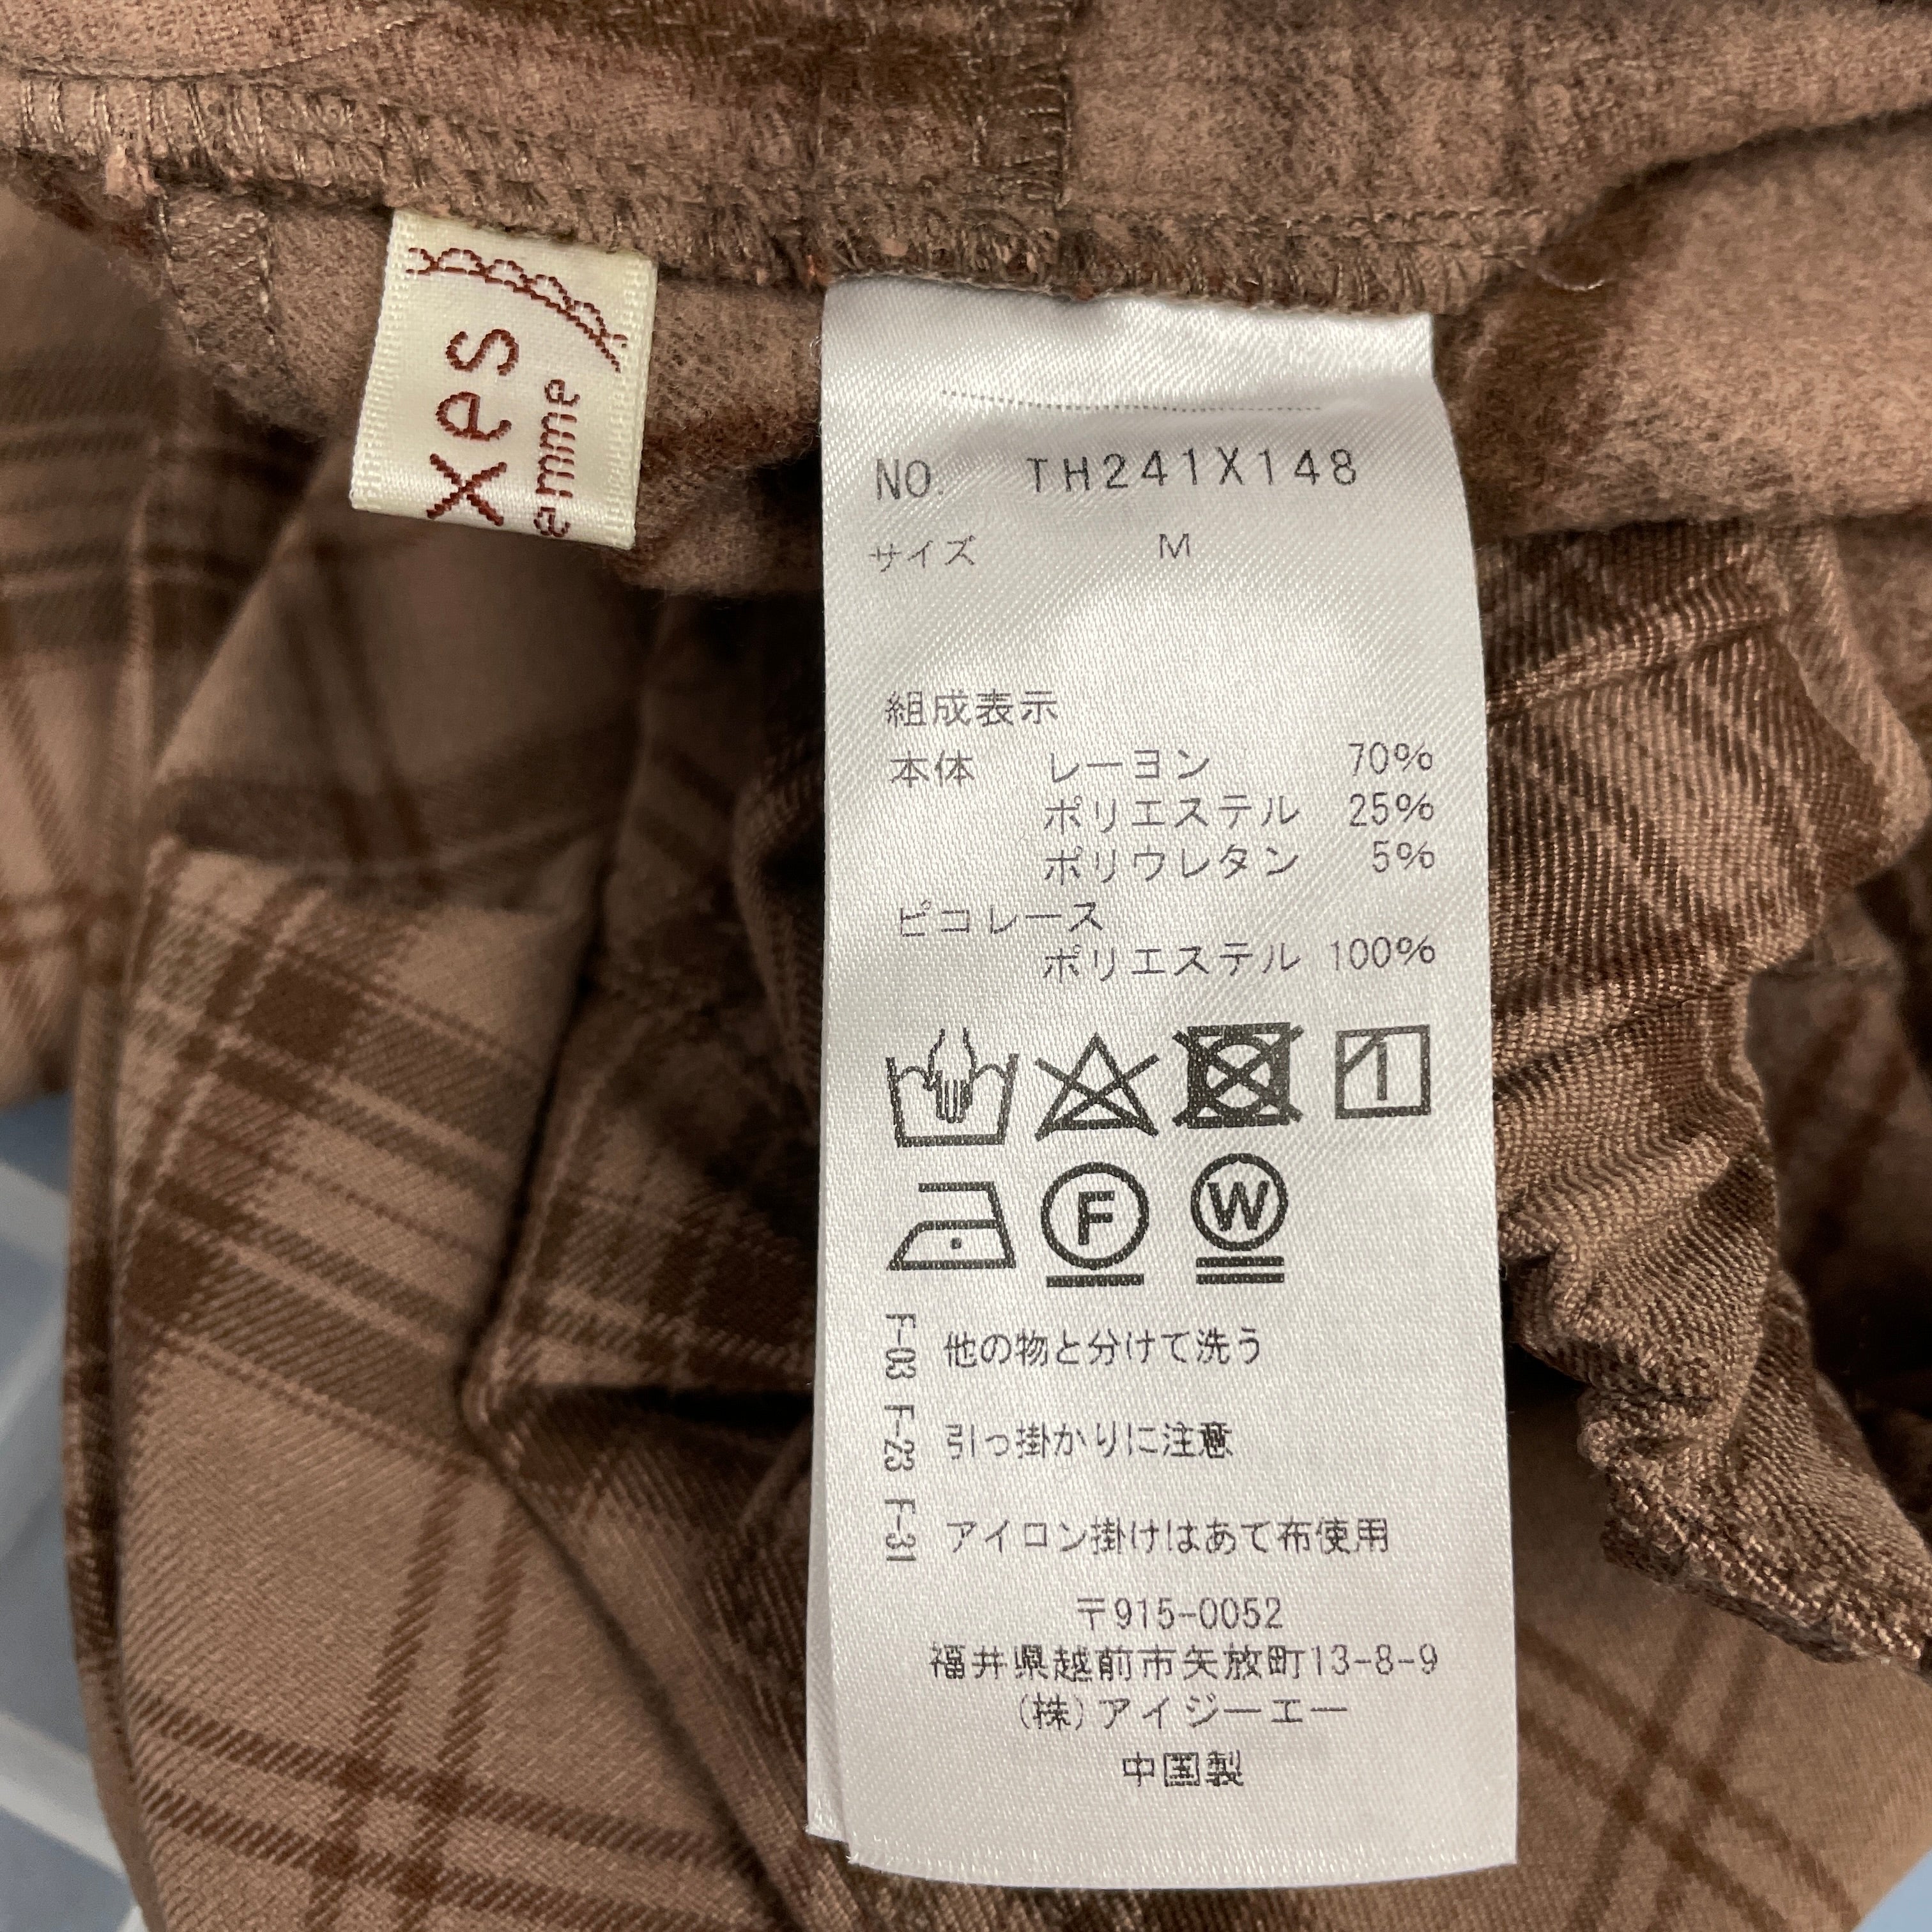 xes
emme
NO. TH241X148
サイズ M
組成表示
本体 レーヨン 70%
ポリエステル 25%
ポリウレタン 5%
ピコレース
ポリエステル 100%
F
W
F-03 他の物と分けて洗う
F-23 引っ掛かりに注意
F-31 アイロン掛けはあて布使用
〒915-0052
福井県越前市矢放町13-8-9
(株)アイジーエー
中国製